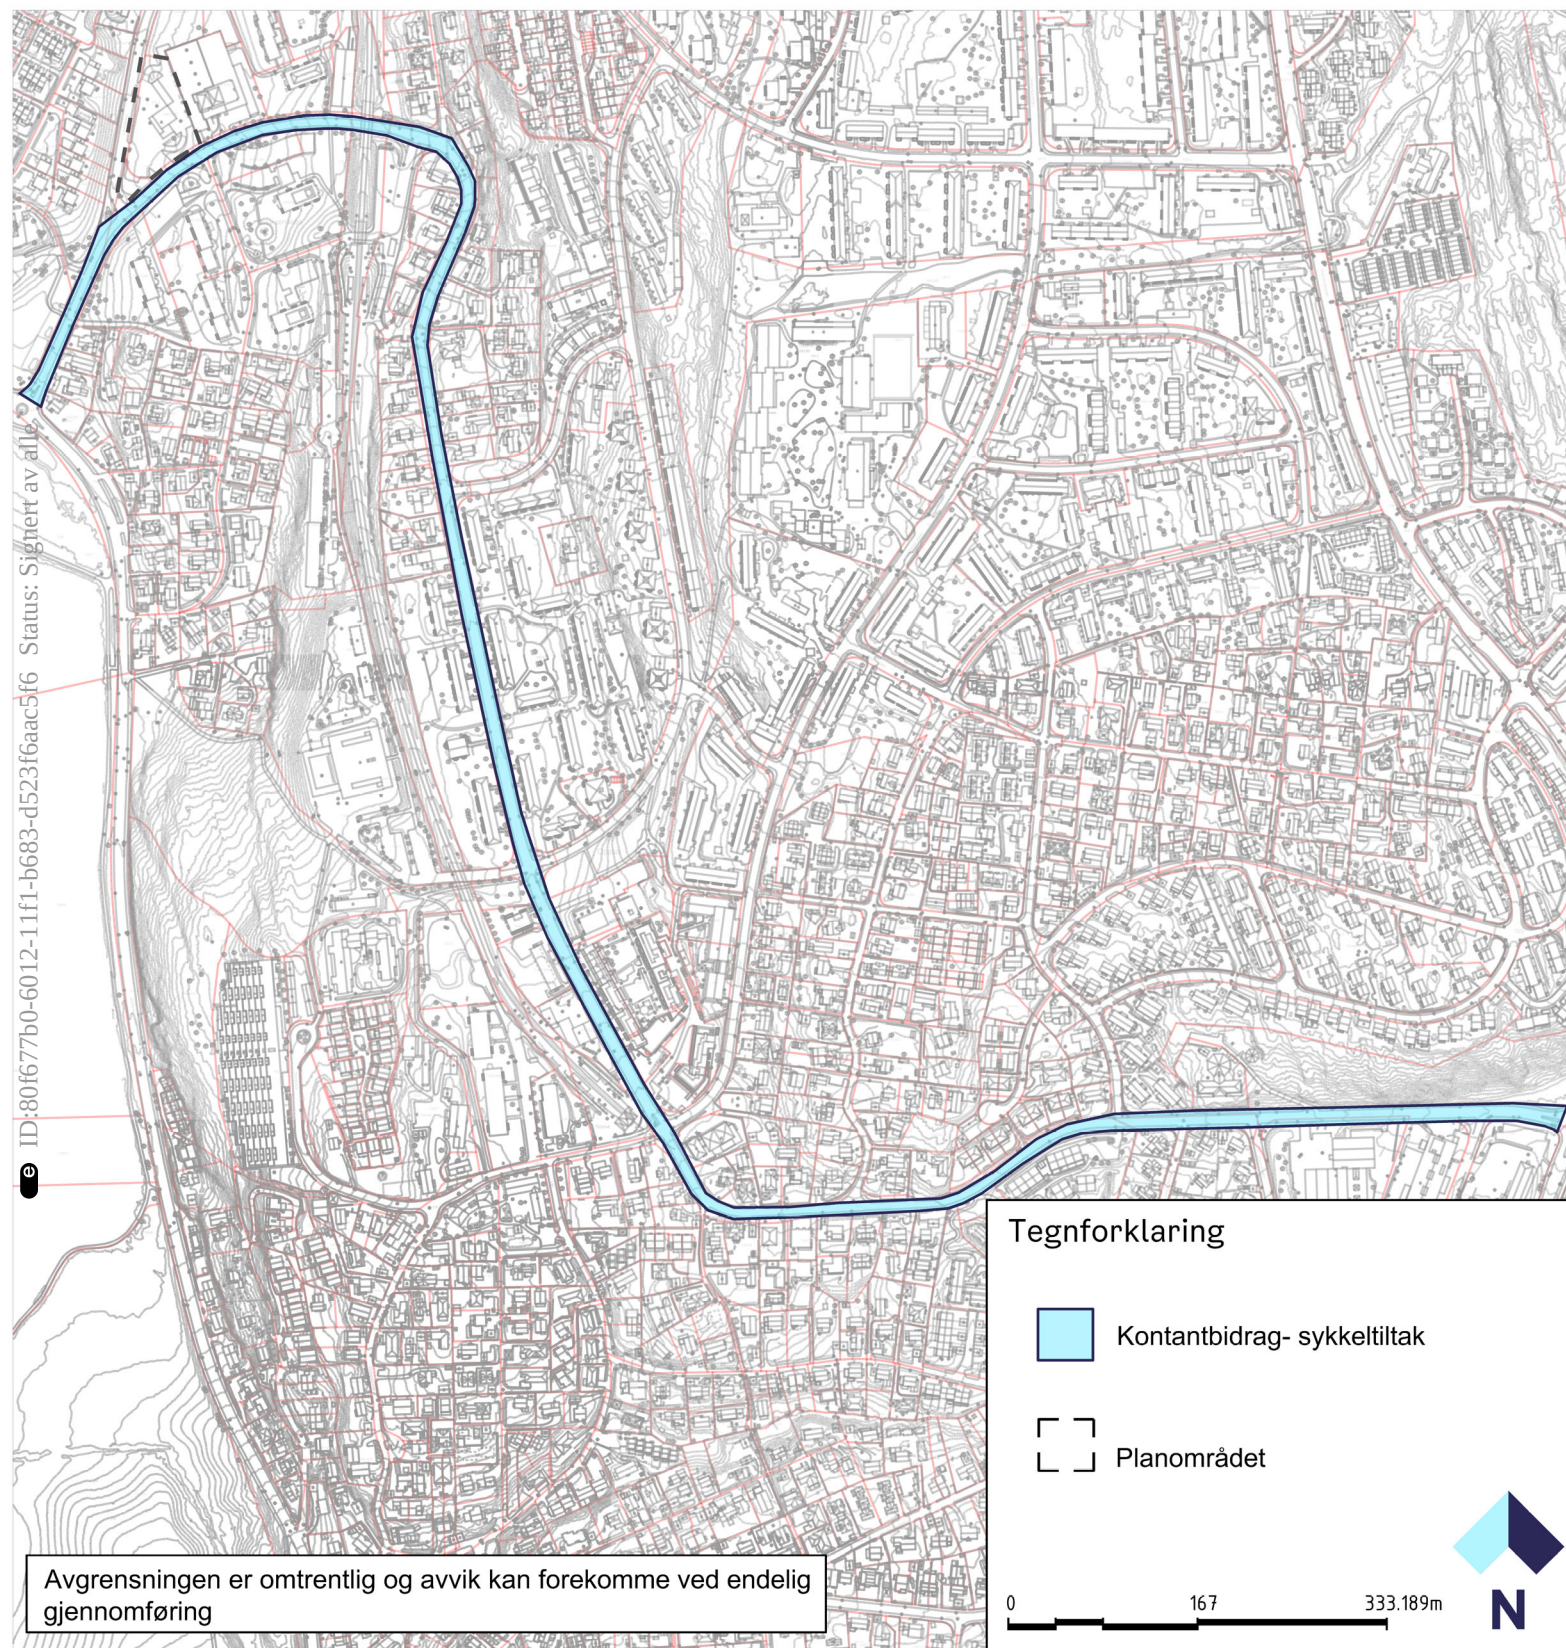 ID:80f677b0-6012-11f1-b683-d523f6aac5f6 Status: Signert av alle
e
Tegnforklaring
Kontantbidrag- sykkeltiltak
Planområdet
0 167 333.189m
N
Avgrensningen er omtrentlig og avvik kan forekomme ved endelig
gjennomføring